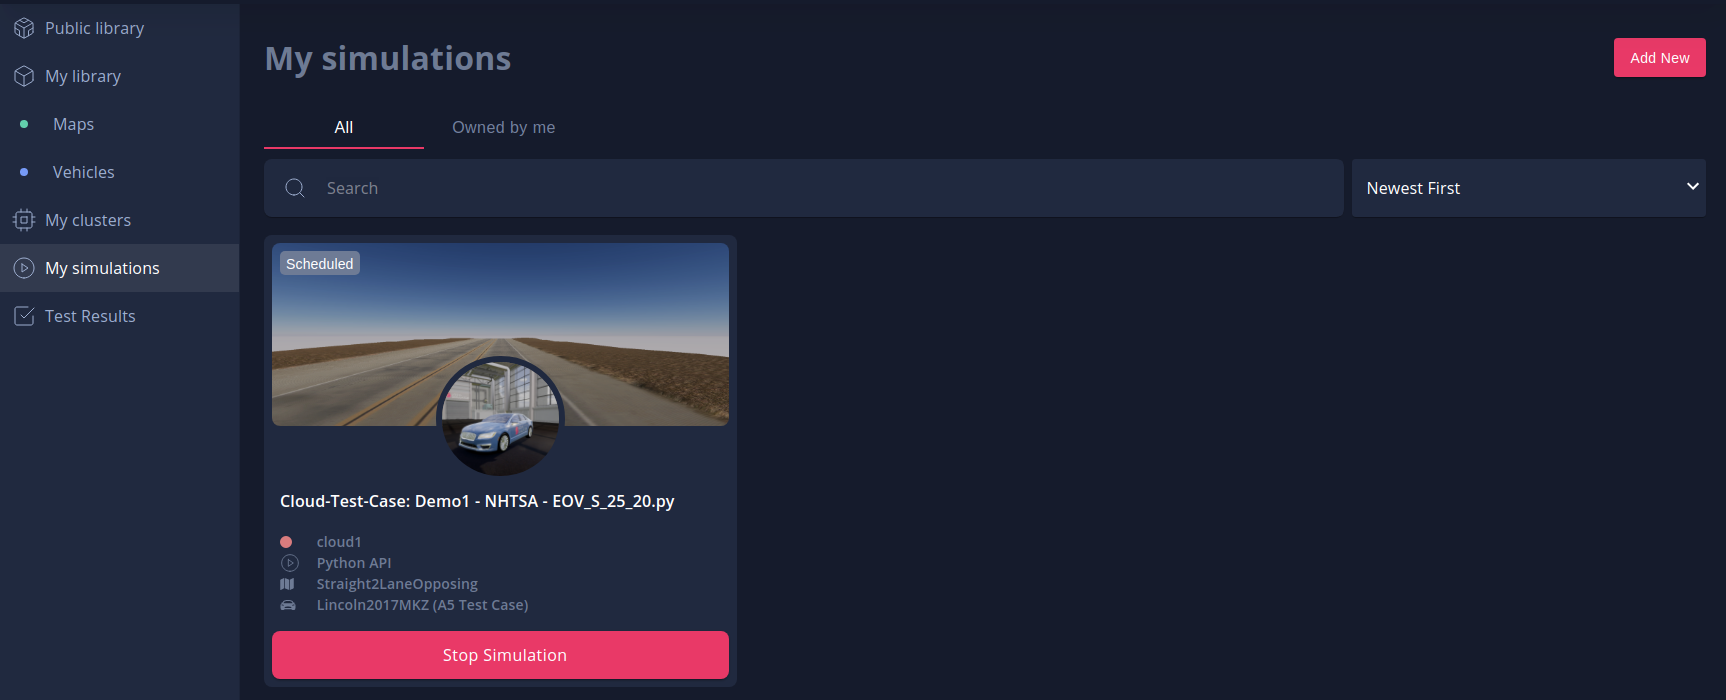 Public library
My library
Maps
Vehicles
My clusters
My simulations
Test Results
My simulations
Add New
All
Owned by me
Search
Newest First
Scheduled
Cloud-Test-Case: Demo1 - NHTSA - EOV_S_25_20.py
cloud1
Python API
Straight2LaneOpposing
Lincoln2017MKZ (A5 Test Case)
Stop Simulation